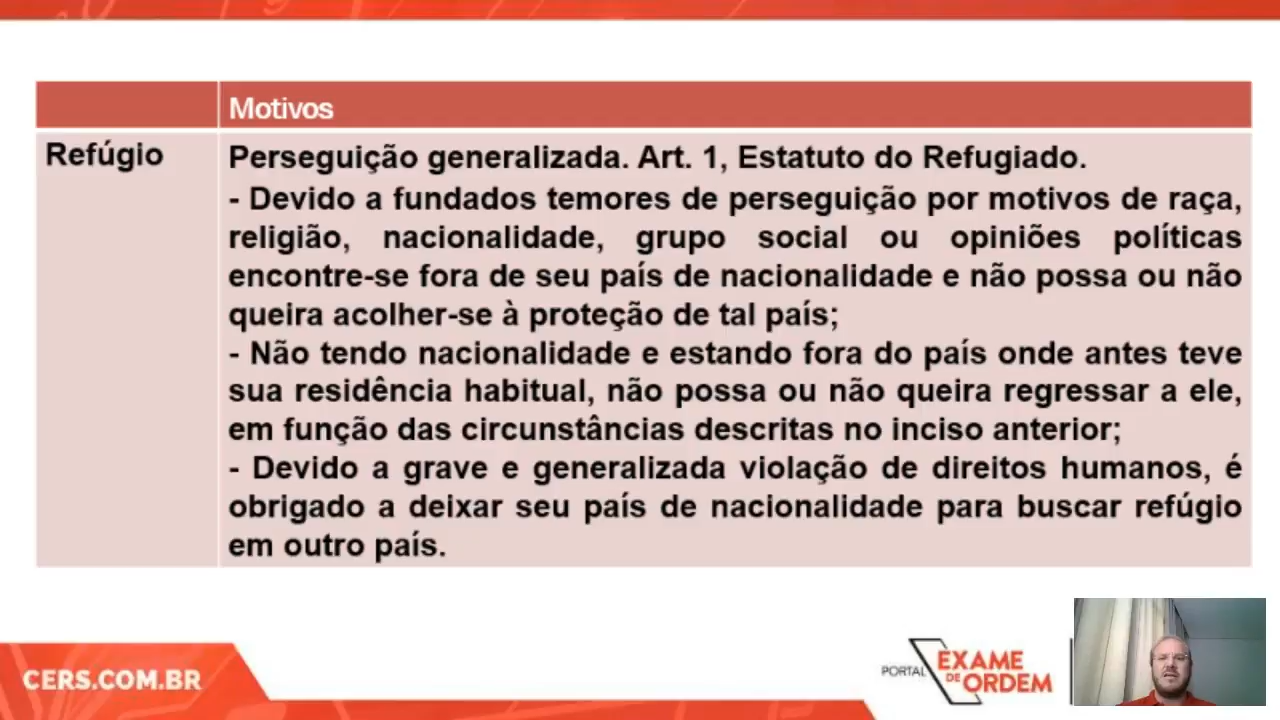 Motivos
Refúgio
Perseguição generalizada. Art. 1, Estatuto do Refugiado.
- Devido a fundados temores de perseguição por motivos de raça,
religião, nacionalidade, grupo social ou opiniões políticas
encontre-se fora de seu país de nacionalidade e não possa ou não
queira acolher-se à proteção de tal país;
- Não tendo nacionalidade e estando fora do país onde antes teve
sua residência habitual, não possa ou não queira regressar a ele,
em função das circunstâncias descritas no inciso anterior;
- Devido a grave e generalizada violação de direitos humanos, é
obrigado a deixar seu país de nacionalidade para buscar refúgio
em outro país.
CERS.COM.BR
PORTAL EXAME
DE ORDEM